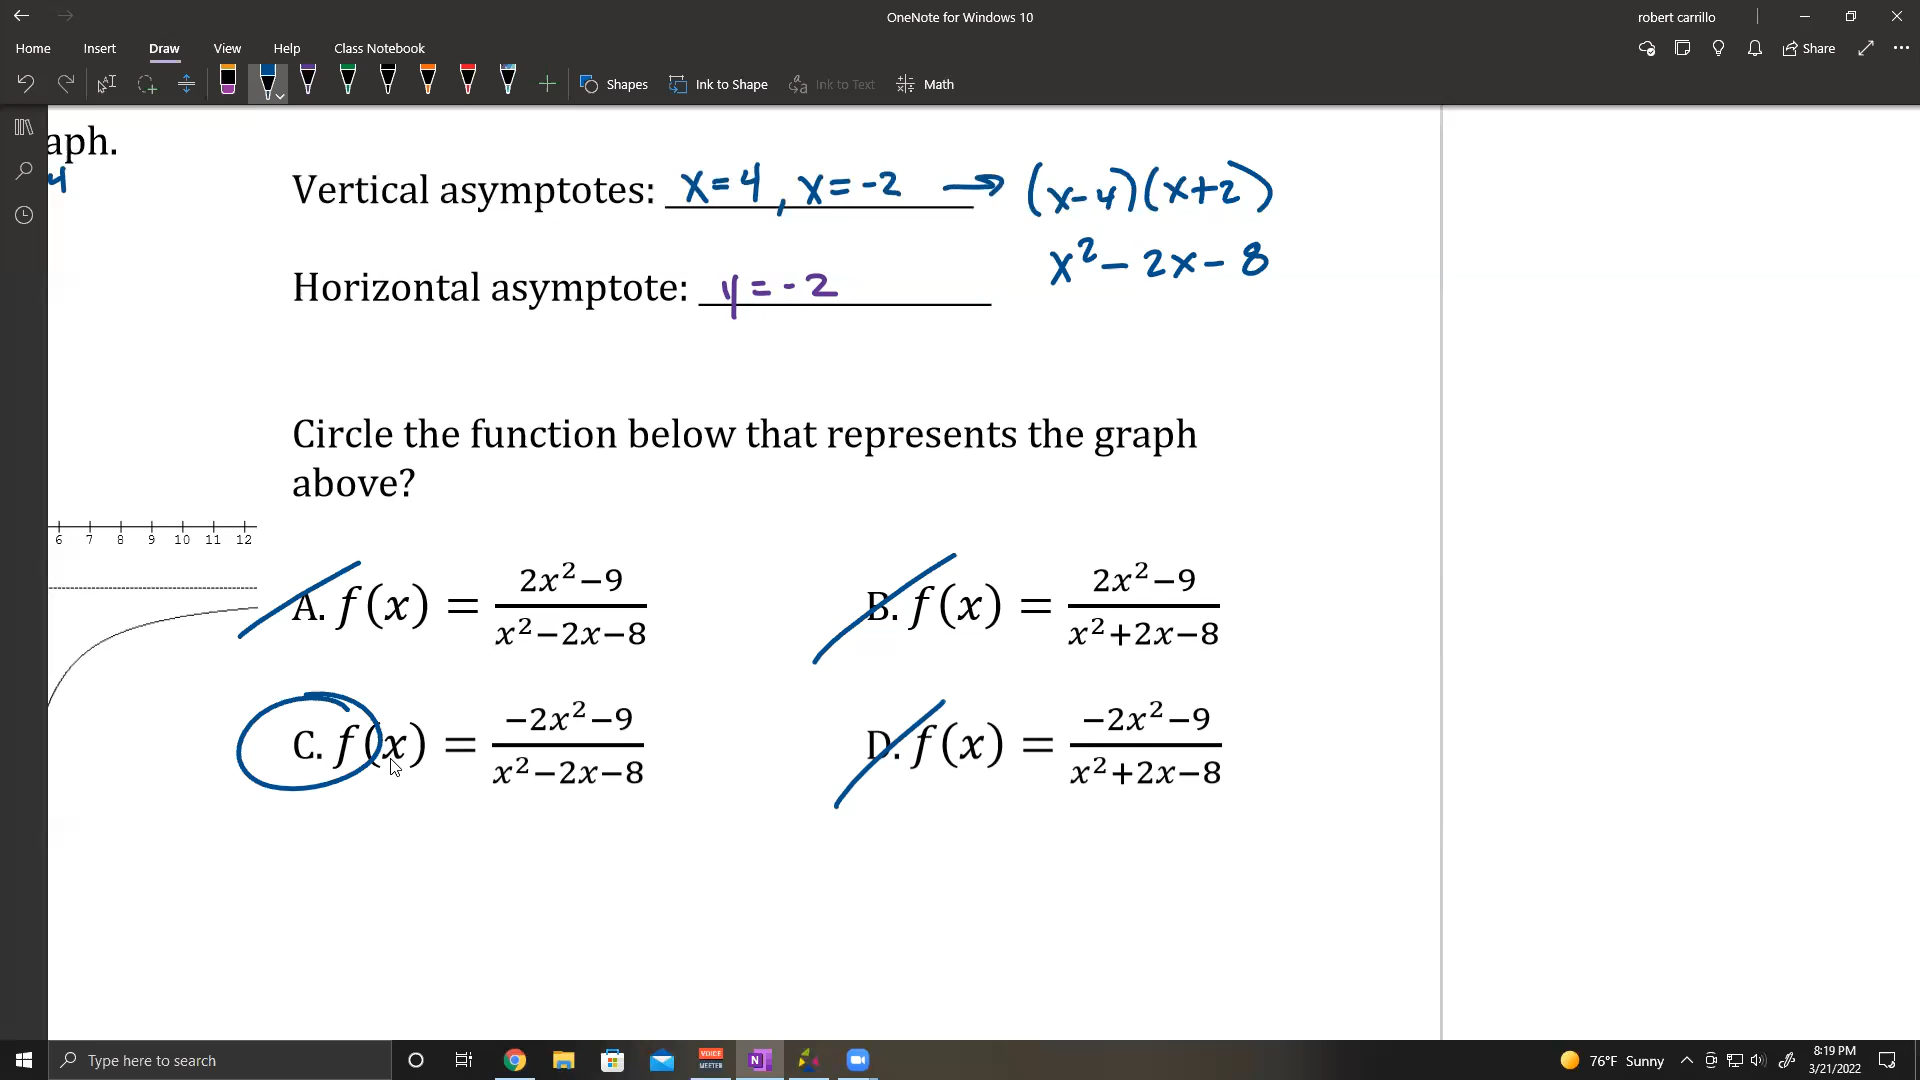 OneNote for Windows 10
robert carrillo
Home Insert Draw View Help Class Notebook
Share
Shapes Ink to Shape Ink to Text Math
aph.
4
Vertical asymptotes: x=4, x=-2 → (x-4)(x+2)
x²-2x-8
Horizontal asymptote: y=-2
Circle the function below that represents the graph
above?
6 7 8 9 10 11 12
A. f(x) = (2x²−9)/(x²−2x−8)
B. f(x) = (2x²−9)/(x²+2x−8)
C. f(x) = (−2x²−9)/(x²−2x−8)
D. f(x) = (−2x²−9)/(x²+2x−8)
Type here to search
VOICE
MEETER
76°F Sunny
8:19 PM
3/21/2022